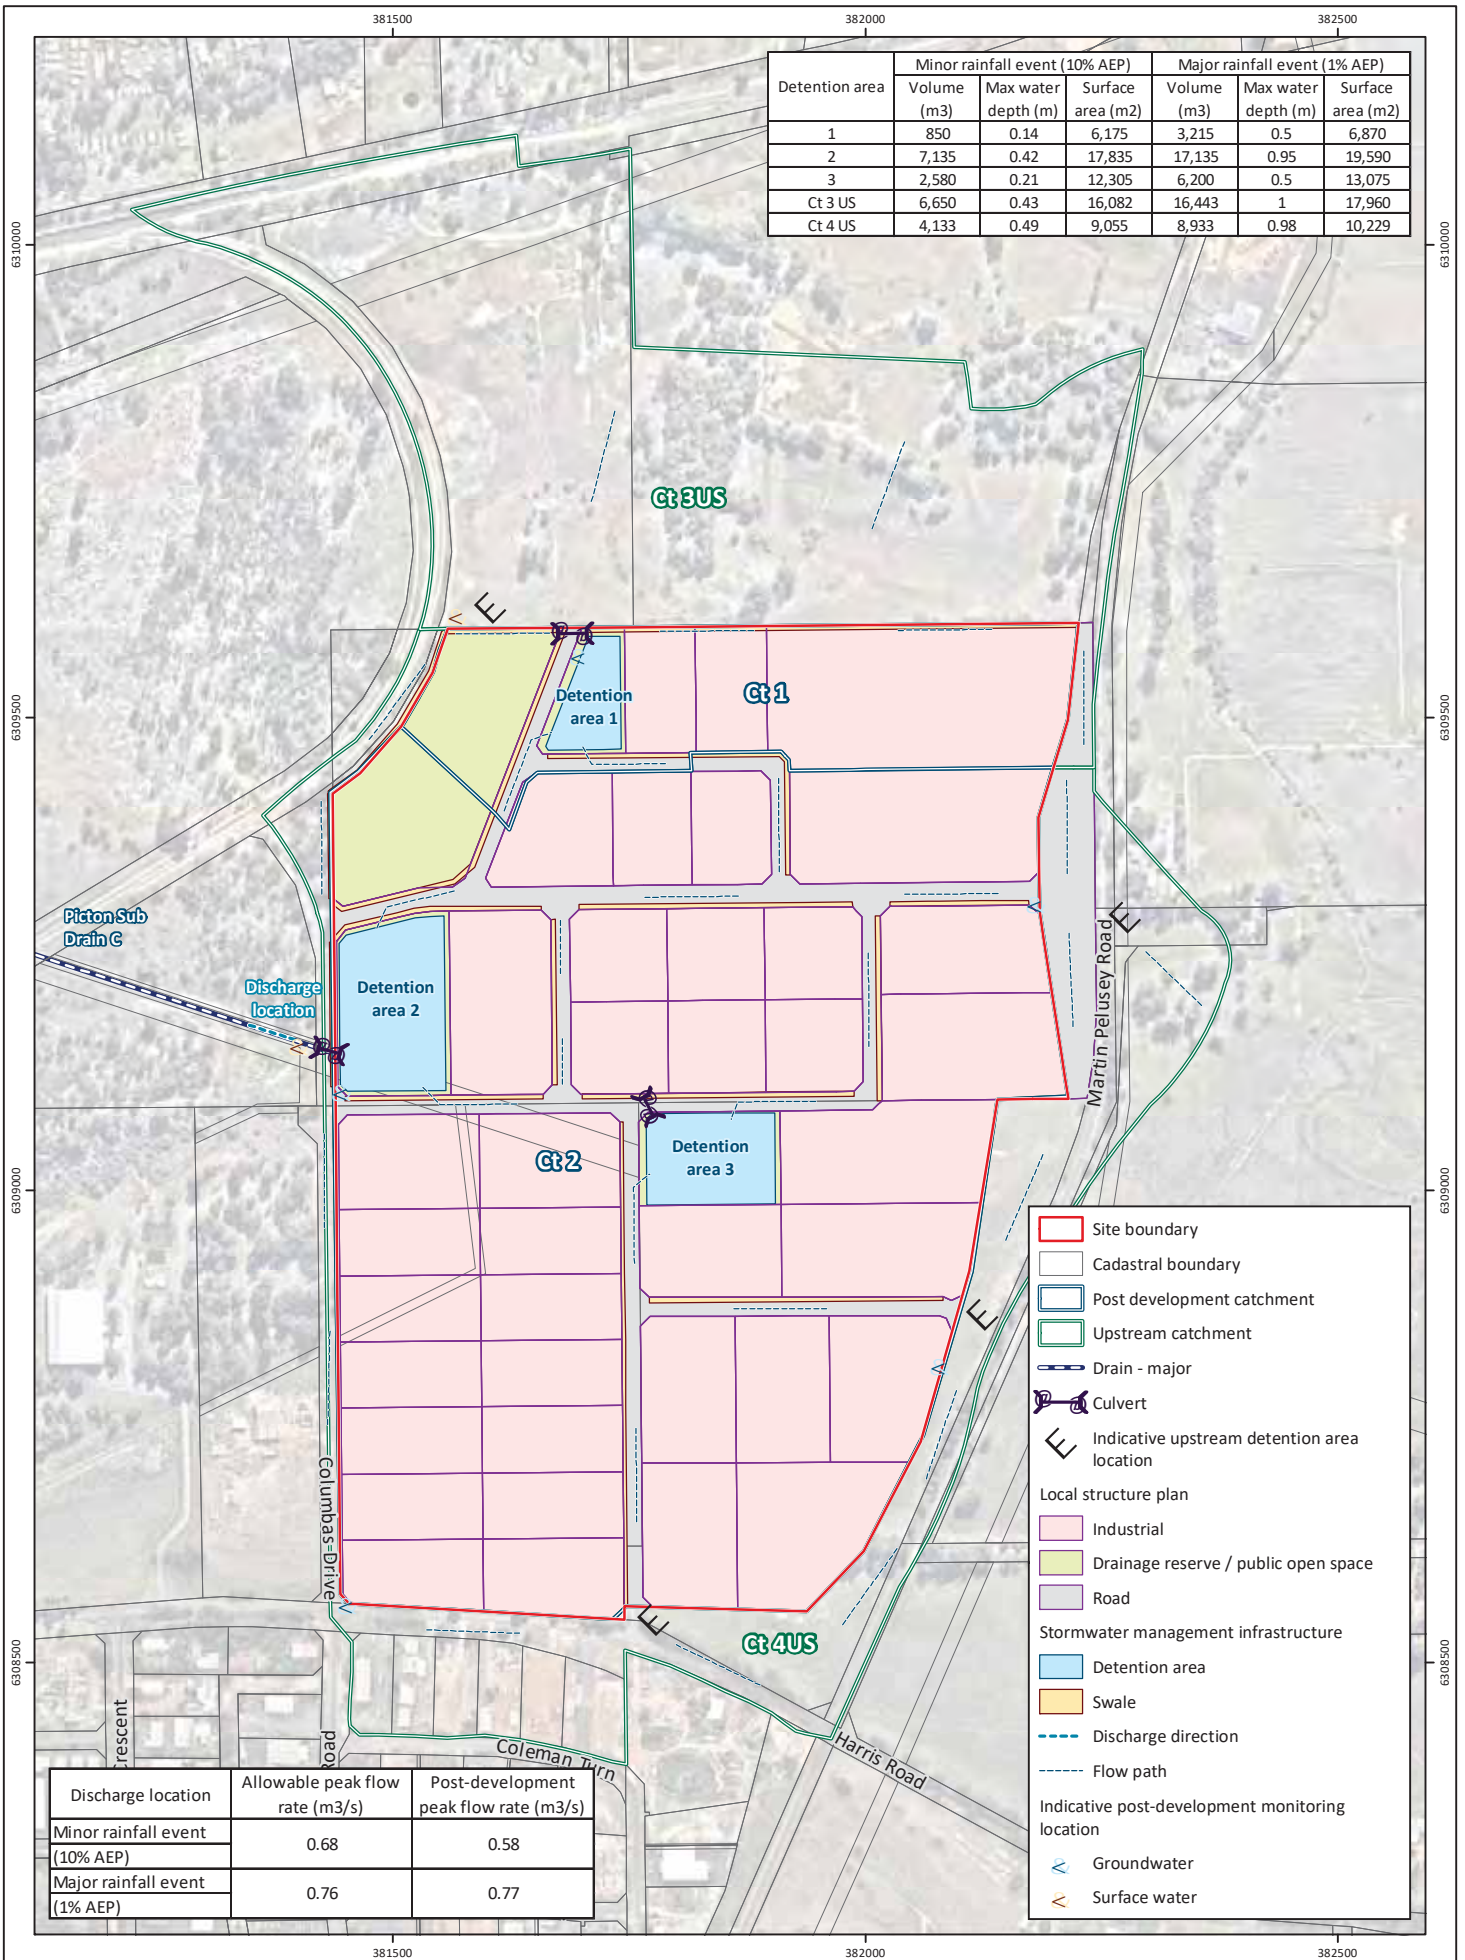 381500
382000
382500
Detention area
Minor rainfall event (10% AEP)
Major rainfall event (1% AEP)
Volume (m3)
Max water depth (m)
Surface area (m2)
Volume (m3)
Max water depth (m)
Surface area (m2)
1 850 0.14 6,175 3,215 0.5 6,870
2 7,135 0.42 17,835 17,135 0.95 19,590
3 2,580 0.21 12,305 6,200 0.5 13,075
Ct 3 US 6,650 0.43 16,082 16,443 1 17,960
Ct 4 US 4,133 0.49 9,055 8,933 0.98 10,229
6310000
6310000
Ct 3US
E
Detention
area 1
Ct 1
6309500
6309500
Picton Sub
Drain C
Discharge
location
Detention
area 2
E
Martin Pelusey Road
Ct 2
Detention
area 3
6309000
6309000
E
Columbas Drive
E
Ct 4US
6308500
6308500
Crescent
Road
Coleman Turn
Harris Road
Site boundary
Cadastral boundary
Post development catchment
Upstream catchment
Drain - major
Culvert
E
Indicative upstream detention area
location
Local structure plan
Industrial
Drainage reserve / public open space
Road
Stormwater management infrastructure
Detention area
Swale
Discharge direction
Flow path
Indicative post-development monitoring
location
Groundwater
Surface water
Discharge location
Allowable peak flow
rate (m3/s)
Post-development
peak flow rate (m3/s)
Minor rainfall event
(10% AEP)
0.68 0.58
Major rainfall event
(1% AEP)
0.76 0.77
381500
382000
382500